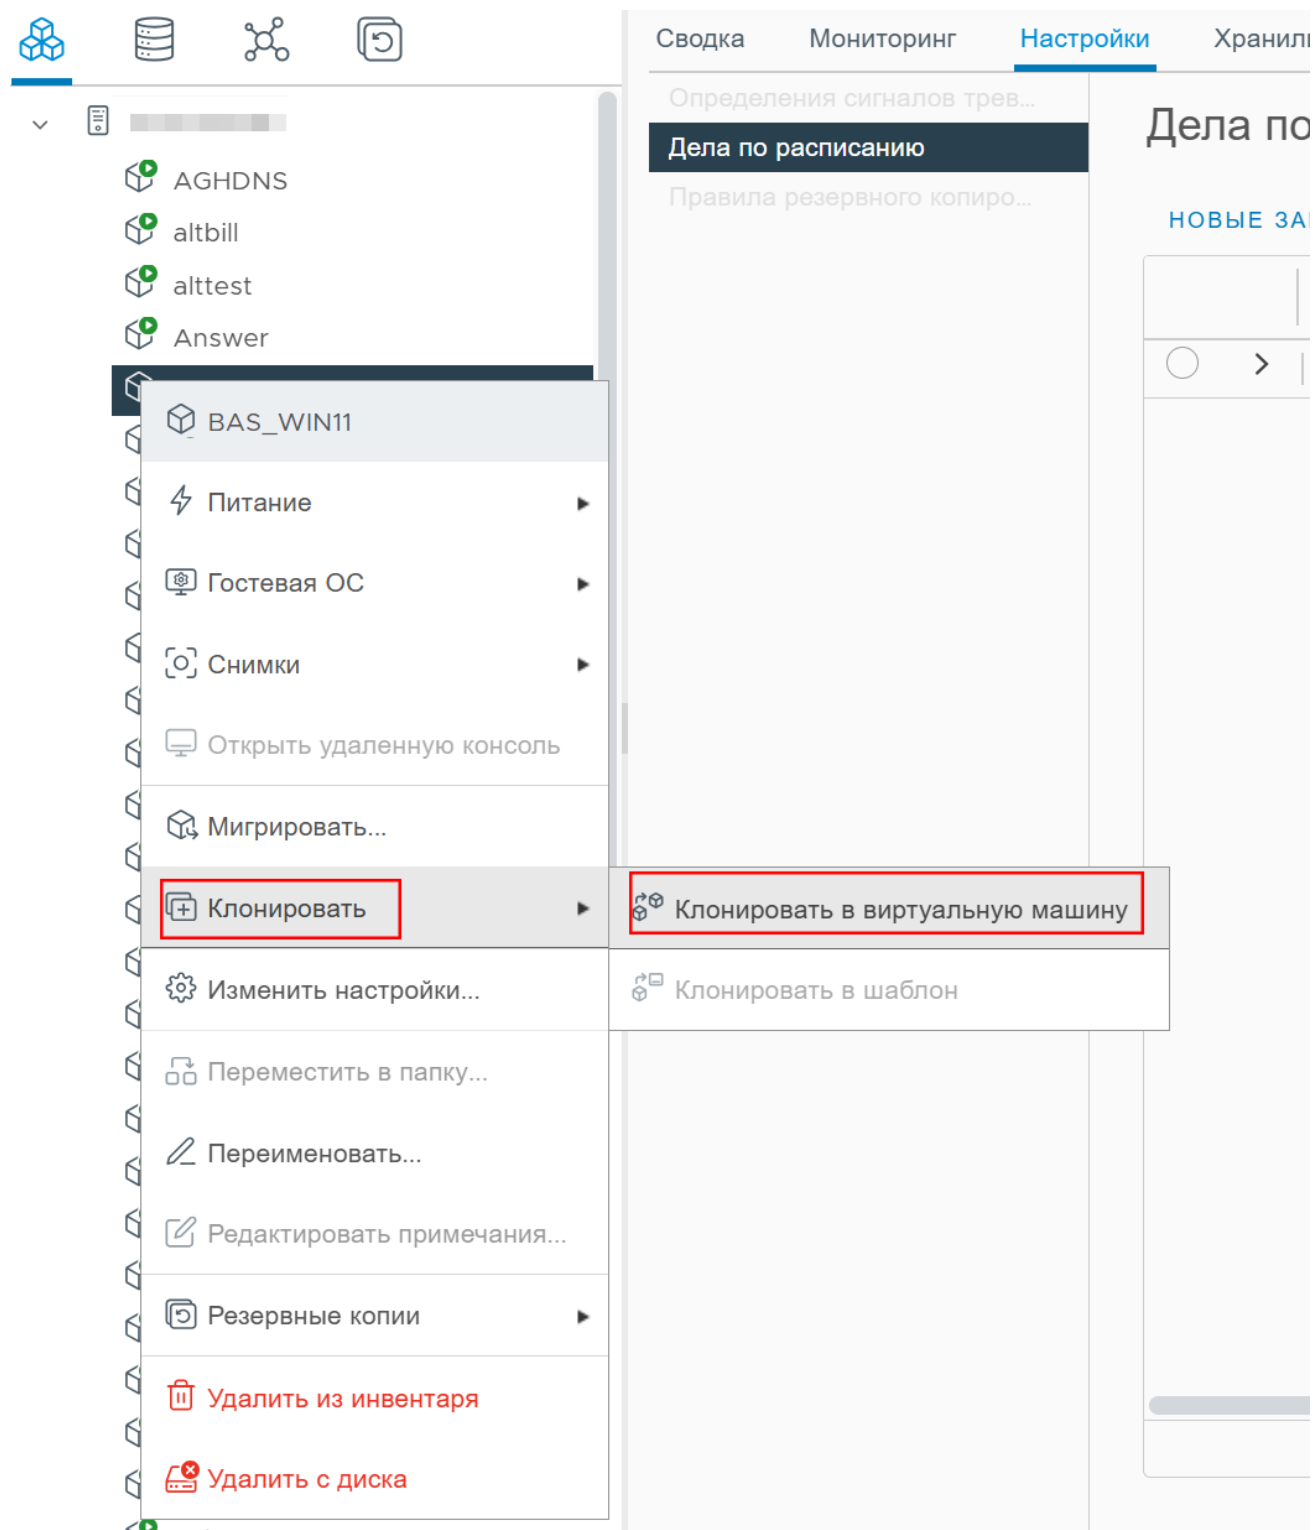 Сводка Мониторинг Настройки
Определения сигналов трев...
Дела по расписанию
Правила резервного копиро...
Дела по
НОВЫЕ
AGHDNS
altbill
alttest
Answer
BAS_WIN11
Питание
Гостевая ОС
Снимки
Открыть удаленную консоль
Мигрировать...
Клонировать
Клонировать в виртуальную машину
Изменить настройки...
Клонировать в шаблон
Переместить в папку...
Переименовать...
Редактировать примечания...
Резервные копии
Удалить из инвентаря
Удалить с диска